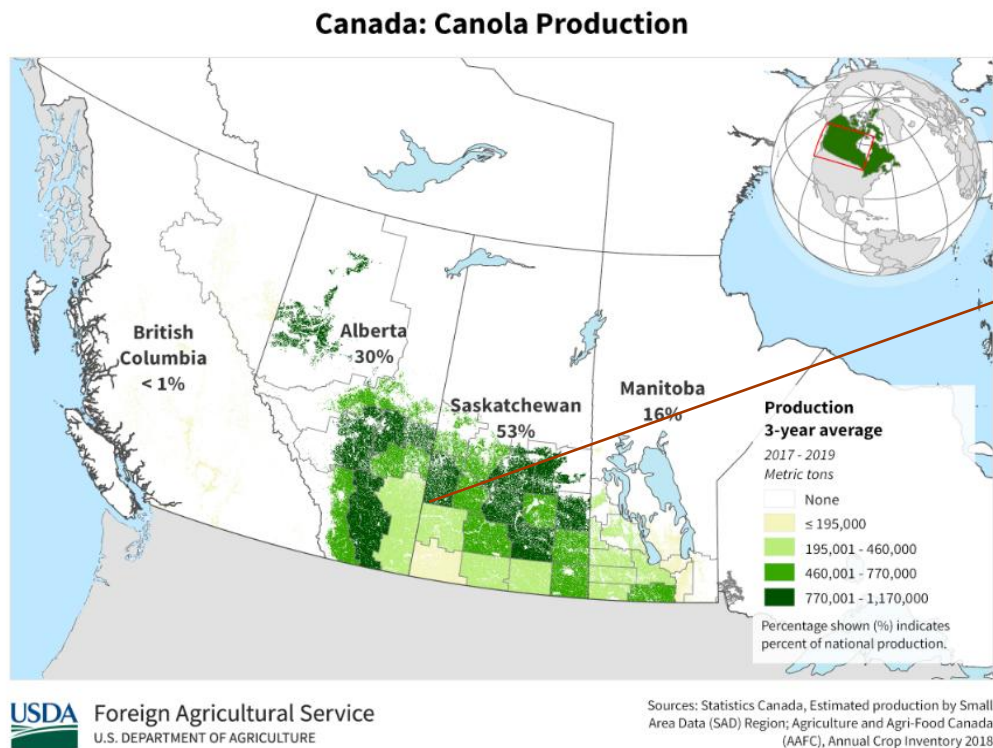 Canada: Canola Production
British
Columbia
< 1%
Alberta
30%
Saskatchewan
53%
Manitoba
16%
Production
3-year average
2017 - 2019
Metric tons
None
≤ 195,000
195,001 - 460,000
460,001 - 770,000
770,001 - 1,170,000
Percentage shown (%) indicates
percent of national production.
USDA
Foreign Agricultural Service
U.S. DEPARTMENT OF AGRICULTURE
Sources: Statistics Canada, Estimated production by Small
Area Data (SAD) Region; Agriculture and Agri-Food Canada
(AAFC), Annual Crop Inventory 2018